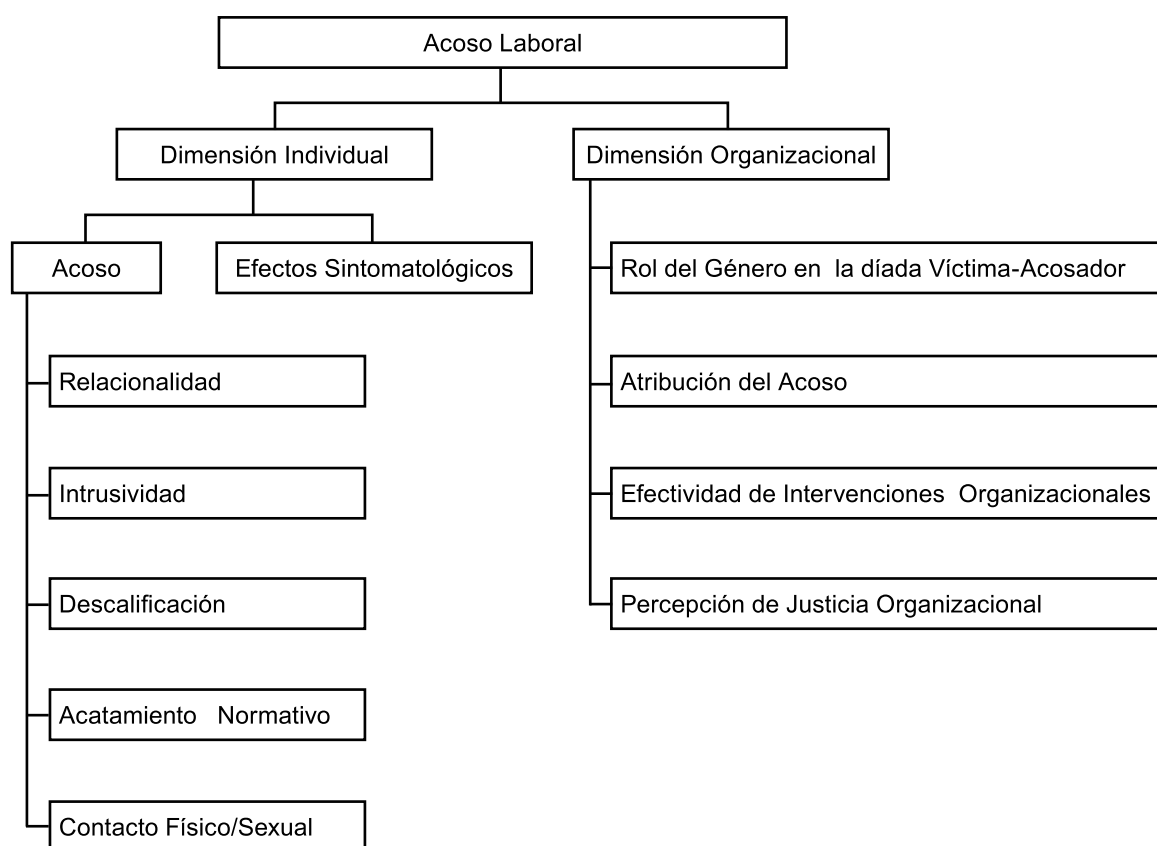 Acoso Laboral
Dimensión Individual
Dimensión Organizacional
Acoso
Efectos Sintomatológicos
Rol del Género en la díada Víctima-Acosador
Relacionalidad
Atribución del Acoso
Intrusividad
Efectividad de Intervenciones Organizacionales
Descalificación
Percepción de Justicia Organizacional
Acatamiento Normativo
Contacto Físico/Sexual